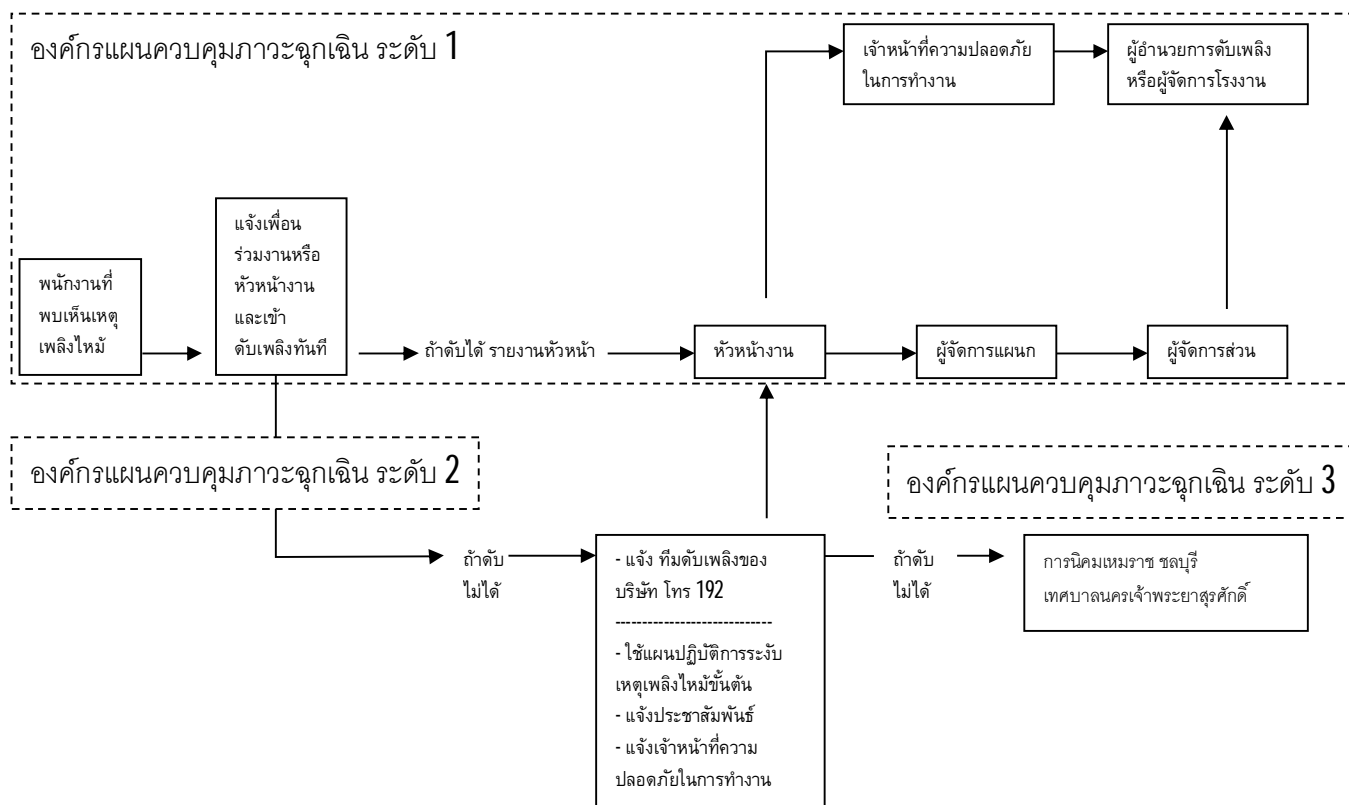 องค์กรแผนควบคุมภาวะฉุกเฉิน ระดับ 1
เจ้าหน้าที่ความปลอดภัย
ในการทำงาน
ผู้อำนวยการดับเพลิง
หรือผู้จัดการโรงงาน
พนักงานที่
พบเห็นเหตุ
เพลิงไหม้
แจ้งเพื่อน
ร่วมงานหรือ
หัวหน้างาน
และเข้า
ดับเพลิงทันที
ถ้าดับได้ รายงานหัวหน้า
หัวหน้างาน
ผู้จัดการแผนก
ผู้จัดการส่วน
องค์กรแผนควบคุมภาวะฉุกเฉิน ระดับ 2
องค์กรแผนควบคุมภาวะฉุกเฉิน ระดับ 3
ถ้าดับ
ไม่ได้
- แจ้ง ทีมดับเพลิงของ
บริษัท โทร 192
-----------------------------
- ใช้แผนปฏิบัติการระงับ
เหตุเพลิงไหม้ขั้นต้น
- แจ้งประชาสัมพันธ์
- แจ้งเจ้าหน้าที่ความ
ปลอดภัยในการทำงาน
ถ้าดับ
ไม่ได้
การนิคมเหมราช ชลบุรี
เทศบาลนครเจ้าพระยาสุรศักดิ์